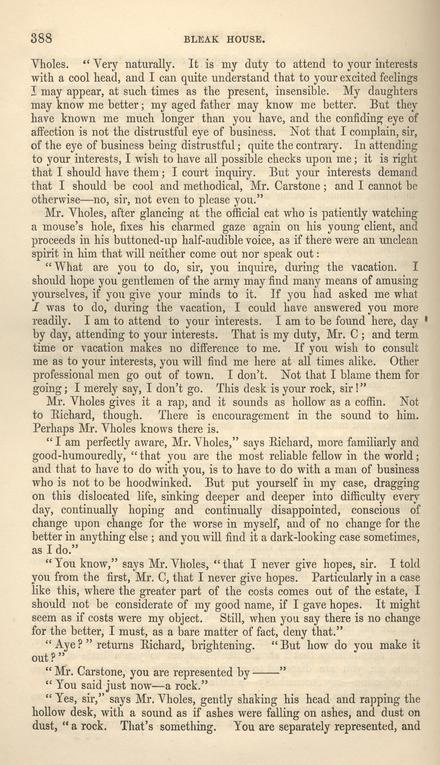 388
BLEAK HOUSE.
Vholes. “Very naturally. It is my duty to attend to your interests
with a cool head, and I can quite understand that to your excited feelings
I may appear, at such times as the present, insensible. My daughters
may know me better; my aged father may know me better. But they
have known me much longer than you have, and the confiding eye of
affection is not the distrustful eye of business. Not that I complain, sir,
of the eye of business being distrustful; quite the contrary. In attending
to your interests, I wish to have all possible checks upon me; it is right
that I should have them; I court inquiry. But your interests demand
that I should be cool and methodical, Mr. Carstone; and I cannot be
otherwise—no, sir, not even to please you.”
Mr. Vholes, after glancing at the official cat who is patiently watching
a mouse's hole, fixes his charmed gaze again on his young client, and
proceeds in his buttoned-up half-audible voice, as if there were an unclean
spirit in him that will neither come out nor speak out:
“What are you to do, sir, you inquire, during the vacation. I
should hope you gentlemen of the army may find many means of amusing
yourselves, if you give your minds to it. If you had asked me what
I was to do, during the vacation, I could have answered you more
readily. I am to attend to your interests. I am to be found here, day
by day, attending to your interests. That is my duty, Mr. C; and term
time or vacation makes no difference to me. If you wish to consult
me as to your interests, you will find me here at all times alike. Other
professional men go out of town. I don't. Not that I blame them for
going; I merely say, I don't go. This desk is your rock, sir!”
Mr. Vholes gives it a rap, and it sounds as hollow as a coffin. Not
to Richard, though. There is encouragement in the sound to him.
Perhaps Mr. Vholes knows there is.
“I am perfectly aware, Mr. Vholes,” says Richard, more familiarly and
good-humouredly, “that you are the most reliable fellow in the world;
and that to have to do with you, is to have to do with a man of business
who is not to be hoodwinked. But put yourself in my case, dragging
on this dislocated life, sinking deeper and deeper into difficulty every
day, continually hoping and continually disappointed, conscious of
change upon change for the worse in myself, and of no change for the
better in anything else; and you will find it a dark-looking case sometimes,
as I do.”
“You know,” says Mr. Vholes, “that I never give hopes, sir. I told
you from the first, Mr. C, that I never give hopes. Particularly in a case
like this, where the greater part of the costs comes out of the estate, I
should not be considerate of my good name, if I gave hopes. It might
seem as if costs were my object. Still, when you say there is no change
for the better, I must, as a bare matter of fact, deny that.”
“Aye?” returns Richard, brightening. “But how do you make it
out?”
“Mr. Carstone, you are represented by——”
“You said just now—a rock.”
“Yes, sir,” says Mr. Vholes, gently shaking his head and rapping the
hollow desk, with a sound as if ashes were falling on ashes, and dust on
dust, “a rock. That's something. You are separately represented, and